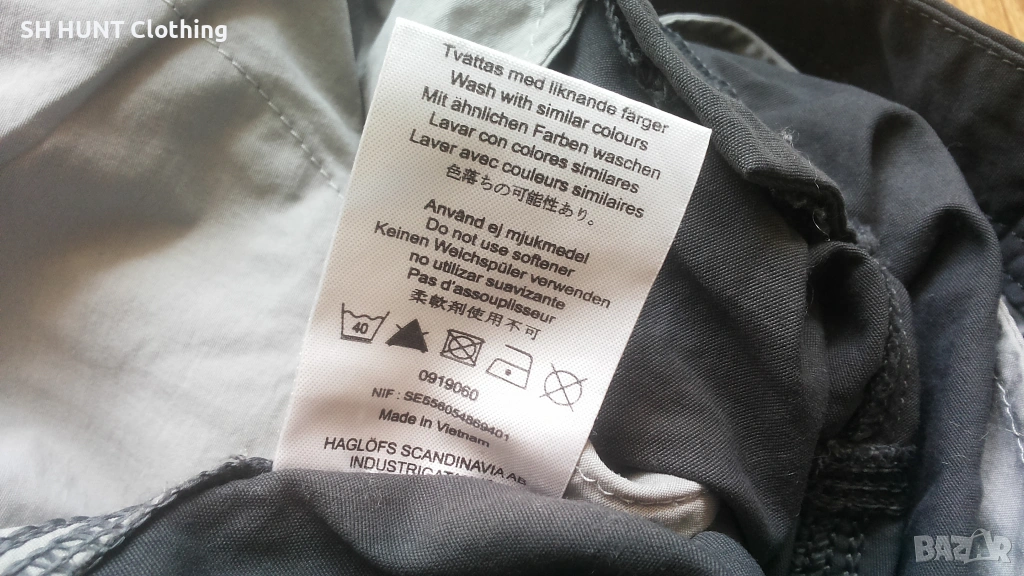 SH HUNT Clothing
Tvättas med liknande färger
Wash with similar colours
Mit ähnlichen Farben waschen
Lavar con colores similares
Laver avec couleurs similaires
色落ちの可能性あり。
Använd ej mjukmedel
Do not use softener
Keinen Weichspüler verwenden
no utilizar suavizante
Pas d'assouplisseur
柔軟剤使用不可
40
0919060
NIF : SE556054569401
Made in Vietnam
HAGLÖFS SCANDINAVIA AB
BAZAR